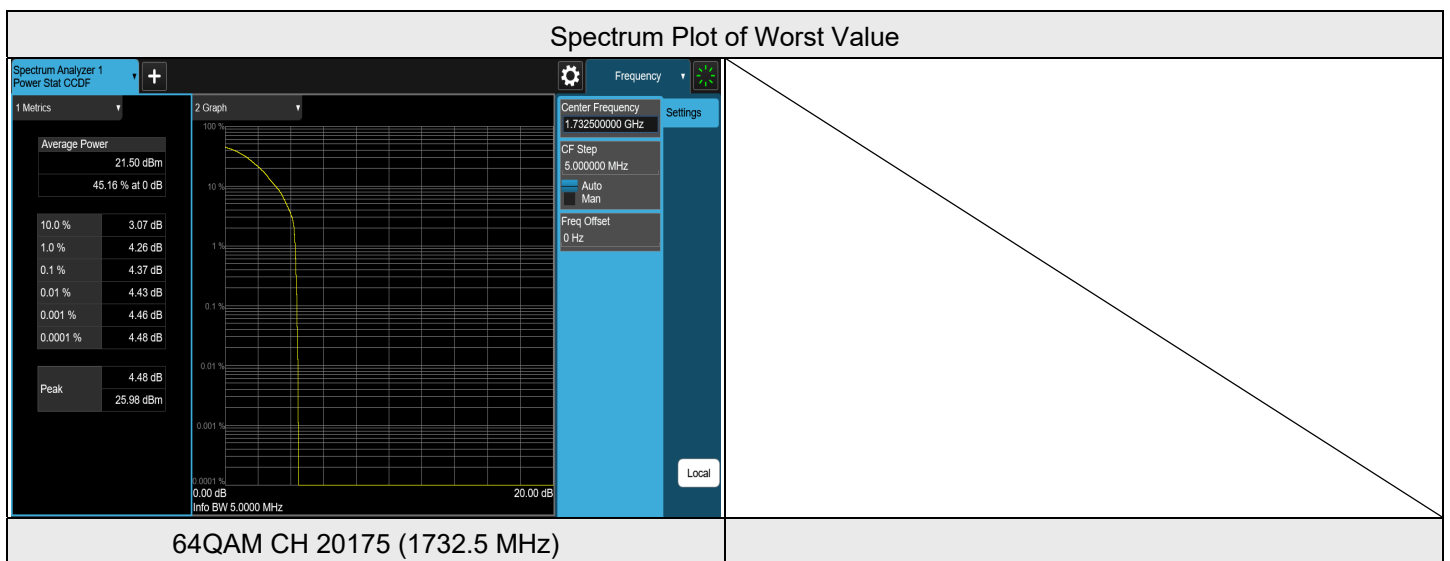 Spectrum Plot of Worst Value
Spectrum Analyzer 1
Power Stat CCDF
+
Frequency
1 Metrics
2 Graph
Center Frequency
1.732500000 GHz
Settings
CF Step
5.000000 MHz
Auto
Man
Freq Offset
0 Hz
Average Power
21.50 dBm
45.16 % at 0 dB
10.0 % 3.07 dB
1.0 % 4.26 dB
0.1 % 4.37 dB
0.01 % 4.43 dB
0.001 % 4.46 dB
0.0001 % 4.48 dB
Peak
4.48 dB
25.98 dBm
100 %
10 %
1 %
0.1 %
0.01 %
0.001 %
0.0001 %
0.00 dB 20.00 dB
Info BW 5.0000 MHz
Local
64QAM CH 20175 (1732.5 MHz)